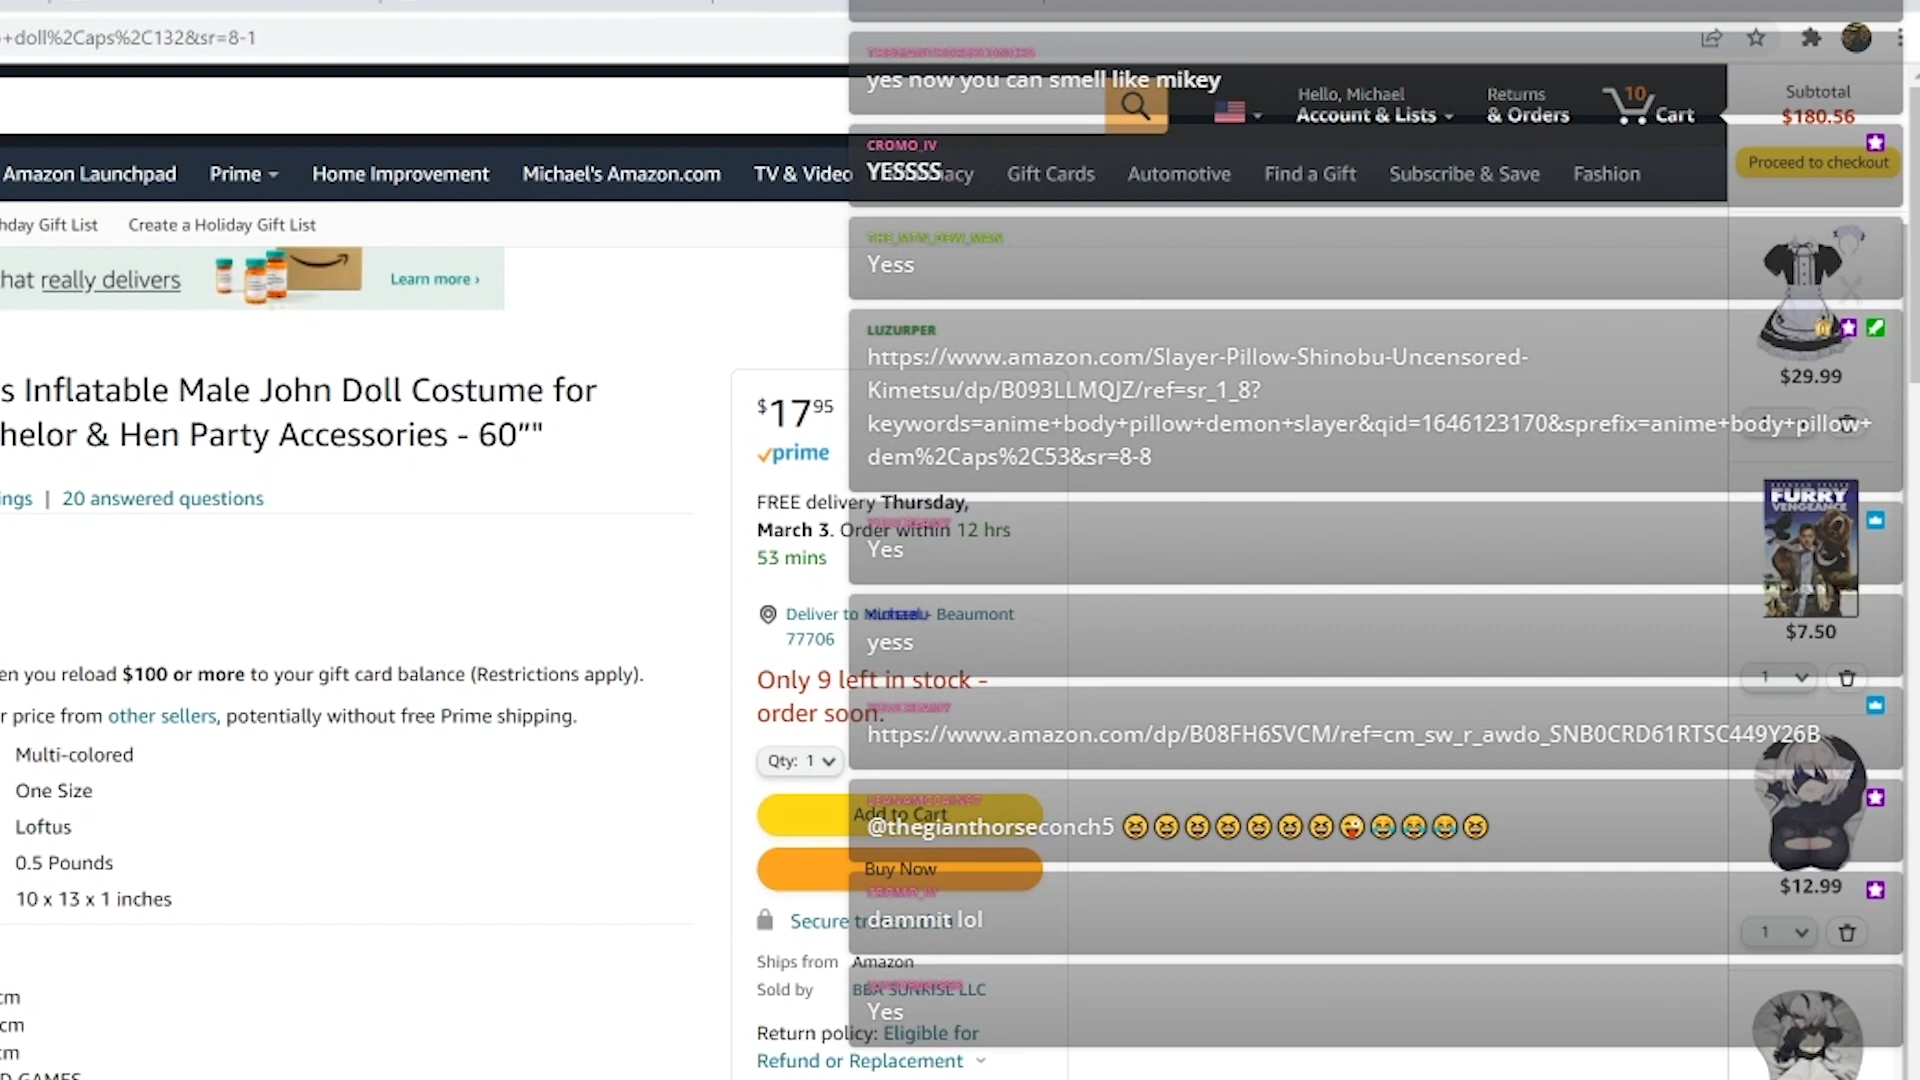 +doll%2Caps%2C132&sr=8-1
yes now you can smell like mikey
Hello, Michael
Account & Lists
Returns
& Orders
10
Cart
Subtotal
$180.56
Proceed to checkout
CROMO_IV
YESSSS
Amazon Launchpad
Prime
Home Improvement
Michael's Amazon.com
TV & Video
acy
Gift Cards
Automotive
Find a Gift
Subscribe & Save
Fashion
hday Gift List
Create a Holiday Gift List
THE_MTN_DEW_MAN
Yess
hat really delivers
Learn more ›
LUZURPER
https://www.amazon.com/Slayer-Pillow-Shinobu-Uncensored-
Kimetsu/dp/B093LLMQJZ/ref=sr_1_8?
keywords=anime+body+pillow+demon+slayer&qid=1646123170&sprefix=anime+body+pillow+
dem%2Caps%2C53&sr=8-8
$29.99
s Inflatable Male John Doll Costume for
helor & Hen Party Accessories - 60″"
ings | 20 answered questions
$17 95
prime
FREE delivery Thursday,
March 3. Order within 12 hrs
53 mins
Yes
FURRY
VENGEANCE
$7.50
1
Deliver to Beaumont
77706
yess
Only 9 left in stock -
order soon.
en you reload $100 or more to your gift card balance (Restrictions apply).
r price from other sellers, potentially without free Prime shipping.
Multi-colored
One Size
Loftus
0.5 Pounds
10 x 13 x 1 inches
https://www.amazon.com/dp/B08FH6SVCM/ref=cm_sw_r_awdo_SNB0CRD61RTSC449Y26B
Qty: 1
Add to Cart
@thegianthorseconch5 😆😆😆😆😆😆😆😜😂😂😂😆
Buy Now
$12.99
1
CROMO_IV
dammit lol
Secure
Ships from Amazon
Sold by BBA SUNRISE LLC
Yes
Return policy: Eligible for
Refund or Replacement
cm
cm
cm
D GAMES